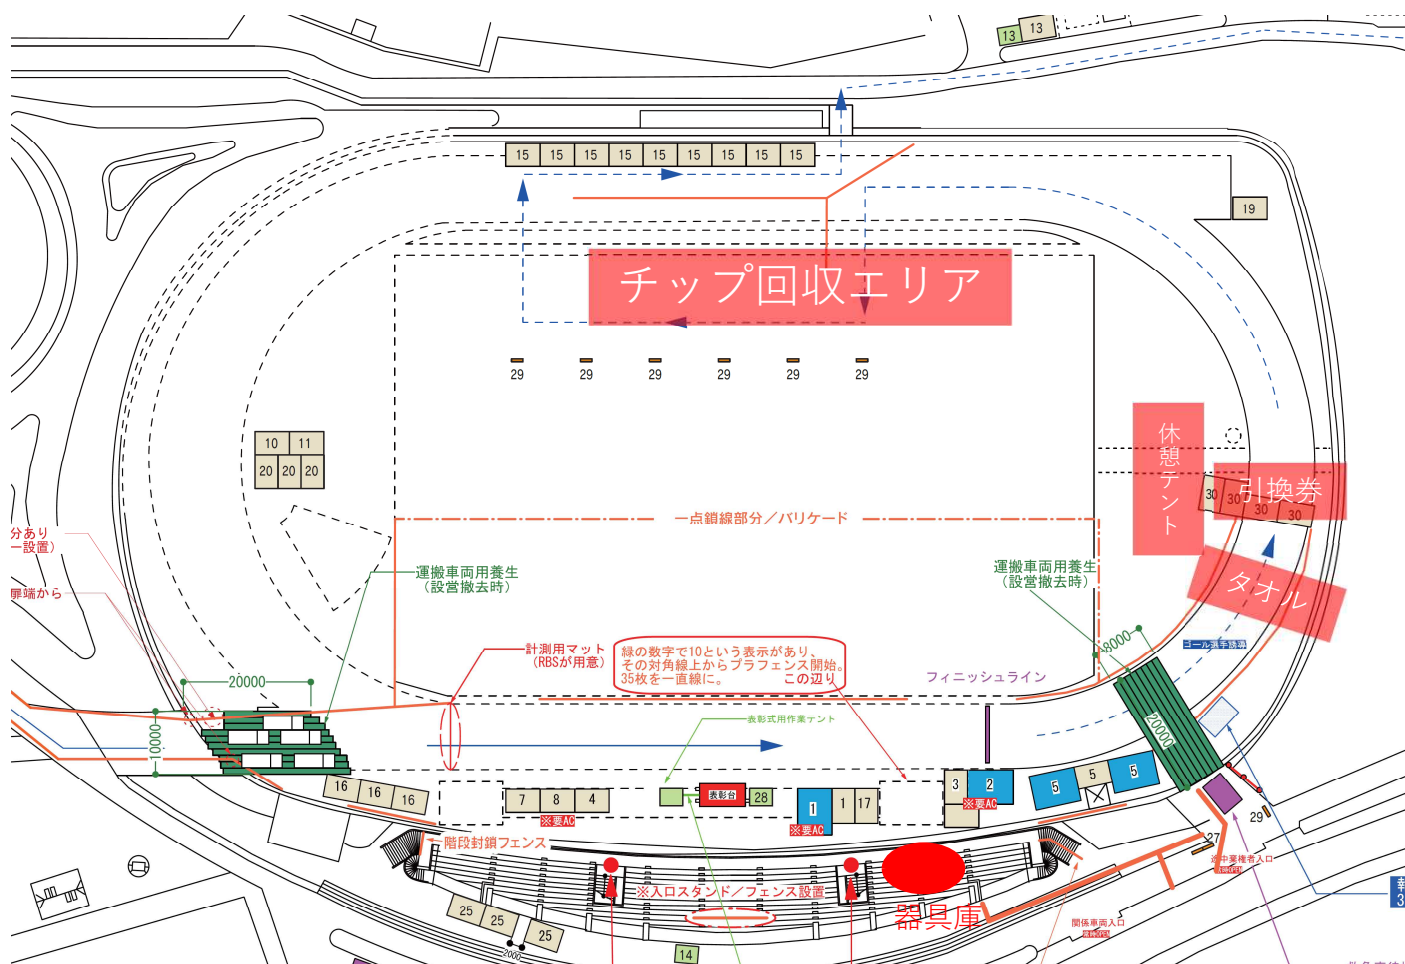 13
13
15 15 15 15 15 15 15 15 15
19
チップ回収エリア
29 29 29 29 29 29
休憩テント
10 11
20 20 20
30 30 30 30
引換券
一点鎖線部分／バリケード
分あり
一設置)
扉端から
運搬車両用養生
(設営撤去時)
運搬車両用養生
(設営撤去時)
タオル
ゴール選手誘導
8000
計測用マット
(RBSが用意)
緑の数字で10という表示があり、
その対角線上からプラフェンス開始。
35枚を一直線に。 この辺り
フィニッシュライン
20000
10000
20000
表彰式用作業テント
16 16 16
7 8 4
※要AC
表彰台
28
1 1 17
※要AC
3 2
※要AC
5 5 5
29
27
途中棄権者入口
階段封鎖フェンス
※入口スタンド／フェンス設置
器具庫
関係車両入口
25 25 25
2000
14
3